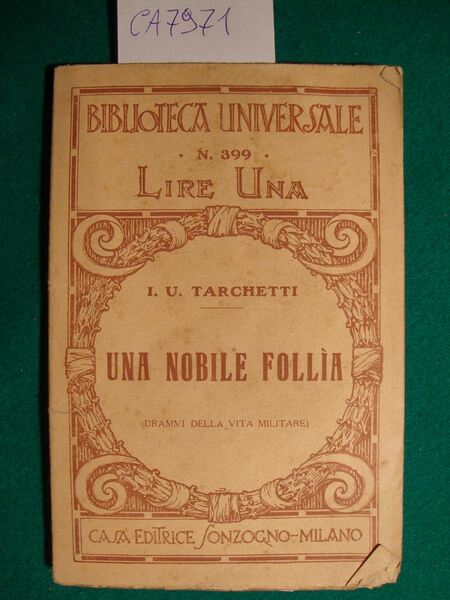 CA7971
BIBLIOTECA UNIVERSALE
· N. 399 ·
LIRE UNA
I. U. TARCHETTI
UNA NOBILE FOLLÌA
(DRAMMI DELLA VITA MILITARE)
CASA EDITRICE SONZOGNO-MILANO